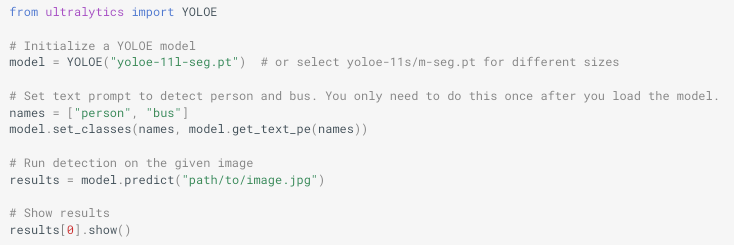 from ultralytics import YOLOE
# Initialize a YOLOE model
model = YOLOE("yoloe-11l-seg.pt")  # or select yoloe-11s/m-seg.pt for different sizes
# Set text prompt to detect person and bus. You only need to do this once after you load the model.
names = ["person", "bus"]
model.set_classes(names, model.get_text_pe(names))
# Run detection on the given image
results = model.predict("path/to/image.jpg")
# Show results
results[0].show()